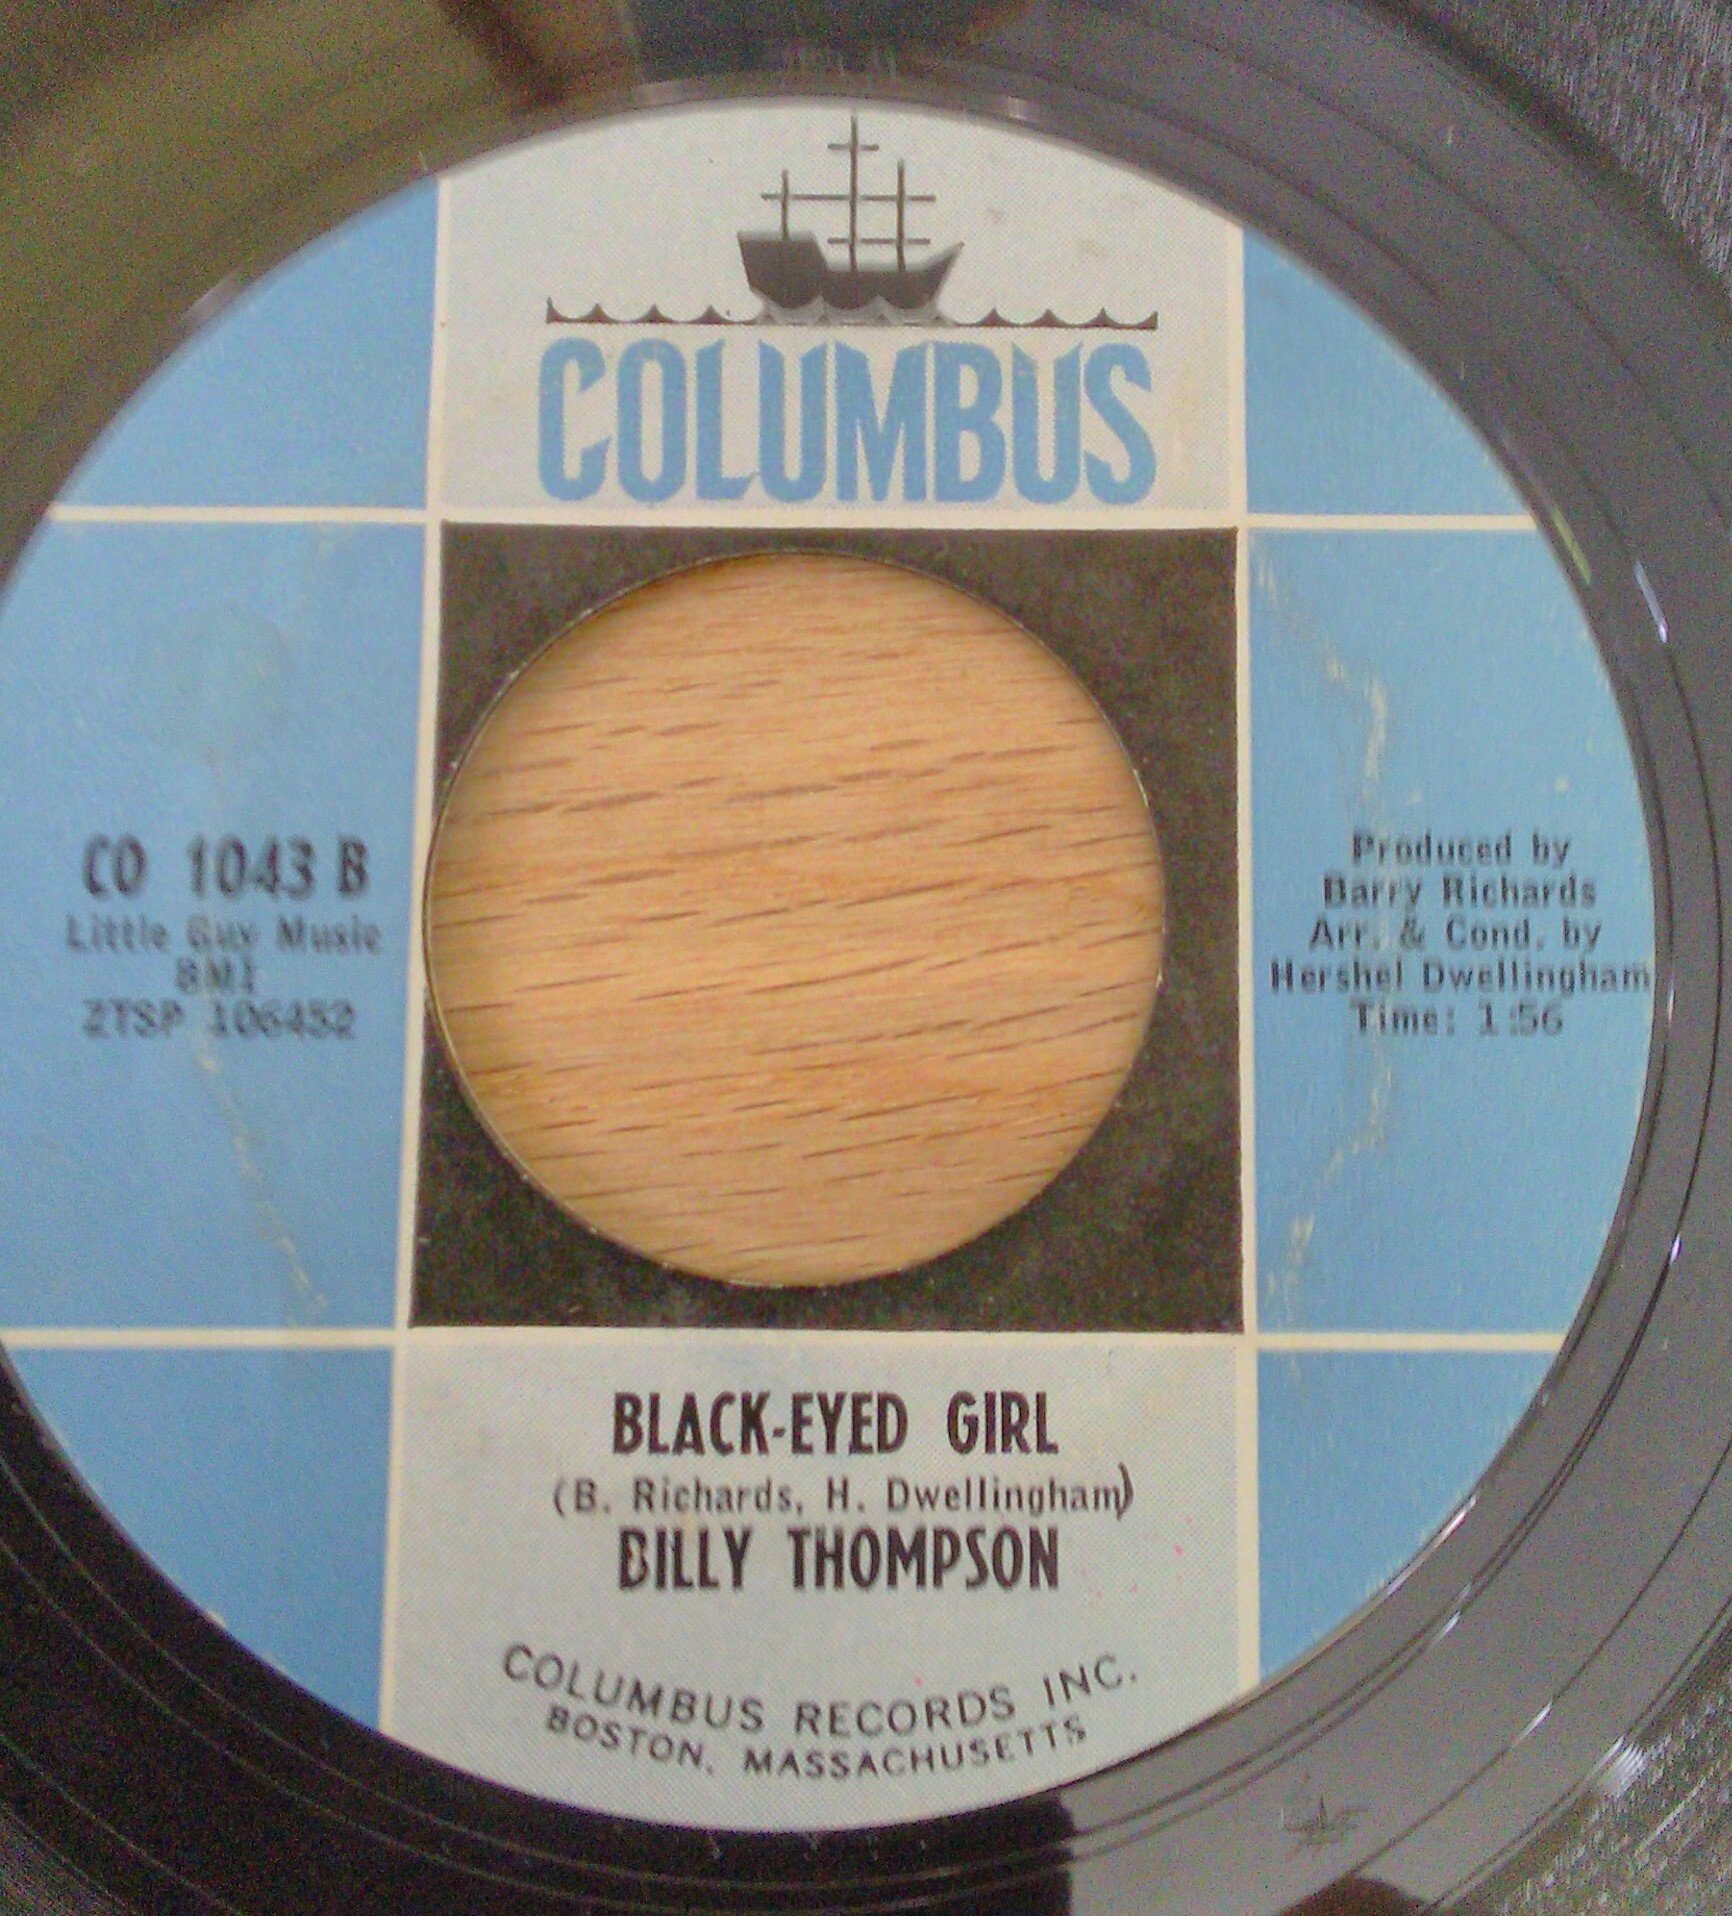 COLUMBUS
CO 1043 B
Little Guy Music
BMI
ZTSP 106452
Produced by
Barry Richards
Arr. & Cond. by
Hershel Dwellingham
Time: 1:56
BLACK-EYED GIRL
(B. Richards, H. Dwellingham)
BILLY THOMPSON
COLUMBUS RECORDS INC.
BOSTON, MASSACHUSETTS